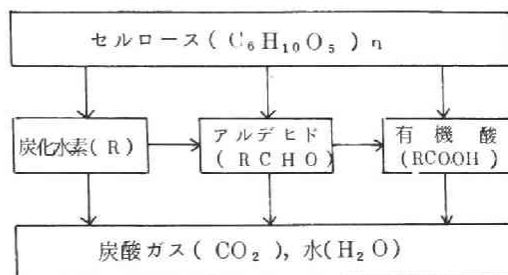 セルロース(C₆H₁₀O₅)n
炭化水素(R)
アルデヒド
(RCHO)
有機酸
(RCOOH)
炭酸ガス(CO₂),水(H₂O)